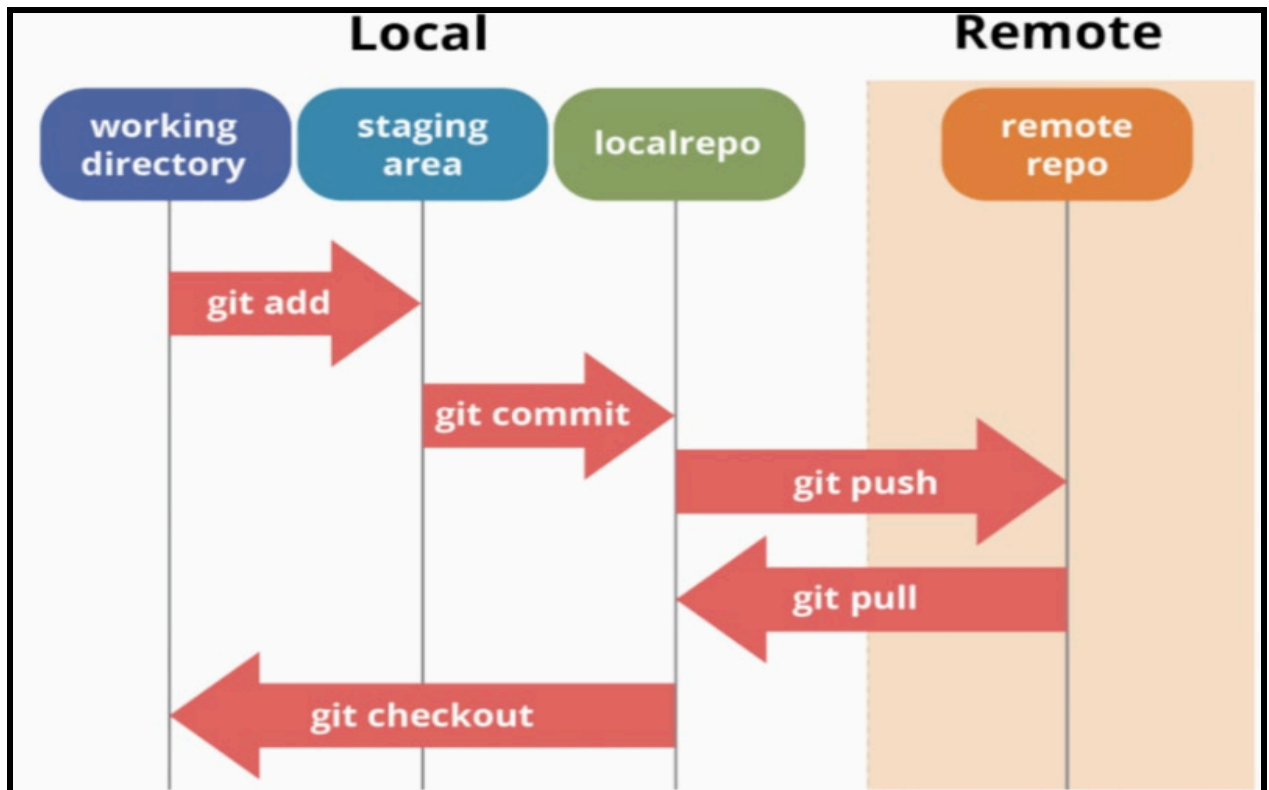 Local
Remote
working
directory
staging
area
localrepo
remote
repo
git add
git commit
git push
git pull
git checkout